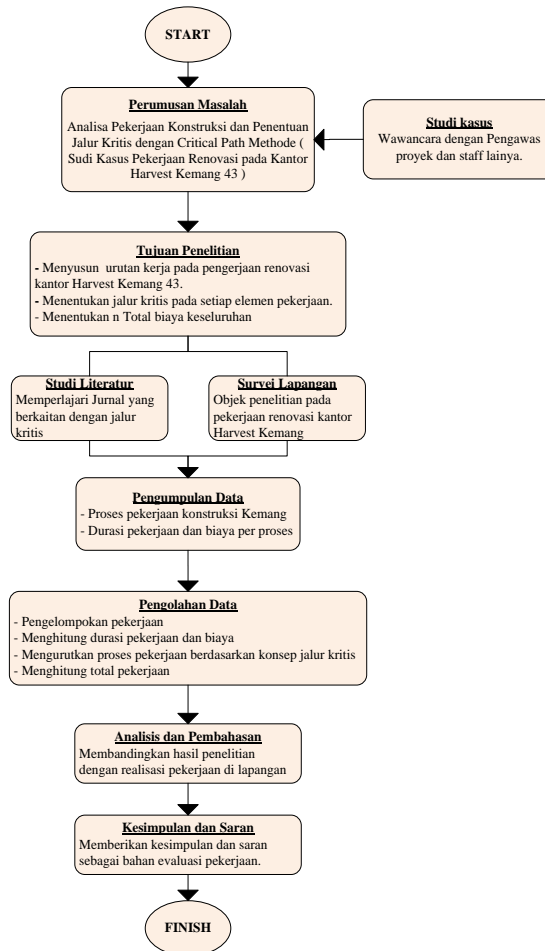 START
Perumusan Masalah
Analisa Pekerjaan Konstruksi dan Penentuan
Jalur Kritis dengan Critical Path Methode (
Sudi Kasus Pekerjaan Renovasi pada Kantor
Harvest Kemang 43 )
Studi kasus
Wawancara dengan Pengawas
proyek dan staff lainya.
Tujuan Penelitian
- Menyusun urutan kerja pada pengerjaan renovasi
kantor Harvest Kemang 43.
- Menentukan jalur kritis pada setiap elemen pekerjaan.
- Menentukan n Total biaya keseluruhan
Studi Literatur
Memperlajari Jurnal yang
berkaitan dengan jalur
kritis
Survei Lapangan
Objek penelitian pada
pekerjaan renovasi kantor
Harvest Kemang
Pengumpulan Data
- Proses pekerjaan konstruksi Kemang
- Durasi pekerjaan dan biaya per proses
Pengolahan Data
- Pengelompokan pekerjaan
- Menghitung durasi pekerjaan dan biaya
- Mengurutkan proses pekerjaan berdasarkan konsep jalur kritis
- Menghitung total pekerjaan
Analisis dan Pembahasan
Membandingkan hasil penelitian
dengan realisasi pekerjaan di lapangan
Kesimpulan dan Saran
Memberikan kesimpulan dan saran
sebagai bahan evaluasi pekerjaan.
FINISH